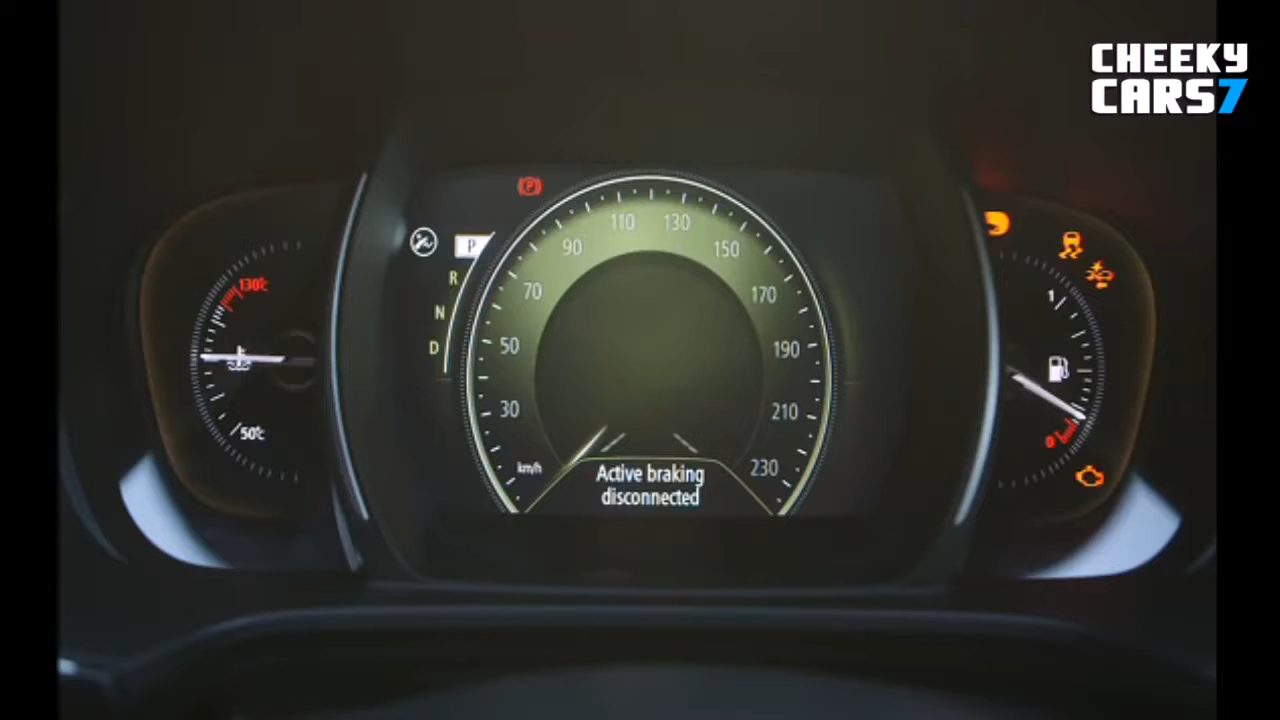 CHEEKY
CARS7
P
P
R
N
D
130℃
50℃
30
50
70
90
110
130
150
170
190
210
230
km/h
Active braking
disconnected
1
0